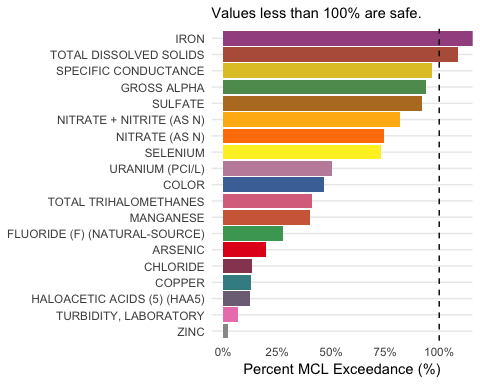 Values less than 100% are safe.
IRON
TOTAL DISSOLVED SOLIDS
SPECIFIC CONDUCTANCE
GROSS ALPHA
SULFATE
NITRATE + NITRITE (AS N)
NITRATE (AS N)
SELENIUM
URANIUM (PCI/L)
COLOR
TOTAL TRIHALOMETHANES
MANGANESE
FLUORIDE (F) (NATURAL-SOURCE)
ARSENIC
CHLORIDE
COPPER
HALOACETIC ACIDS (5) (HAA5)
TURBIDITY, LABORATORY
ZINC
0% 25% 50% 75% 100%
Percent MCL Exceedance (%)